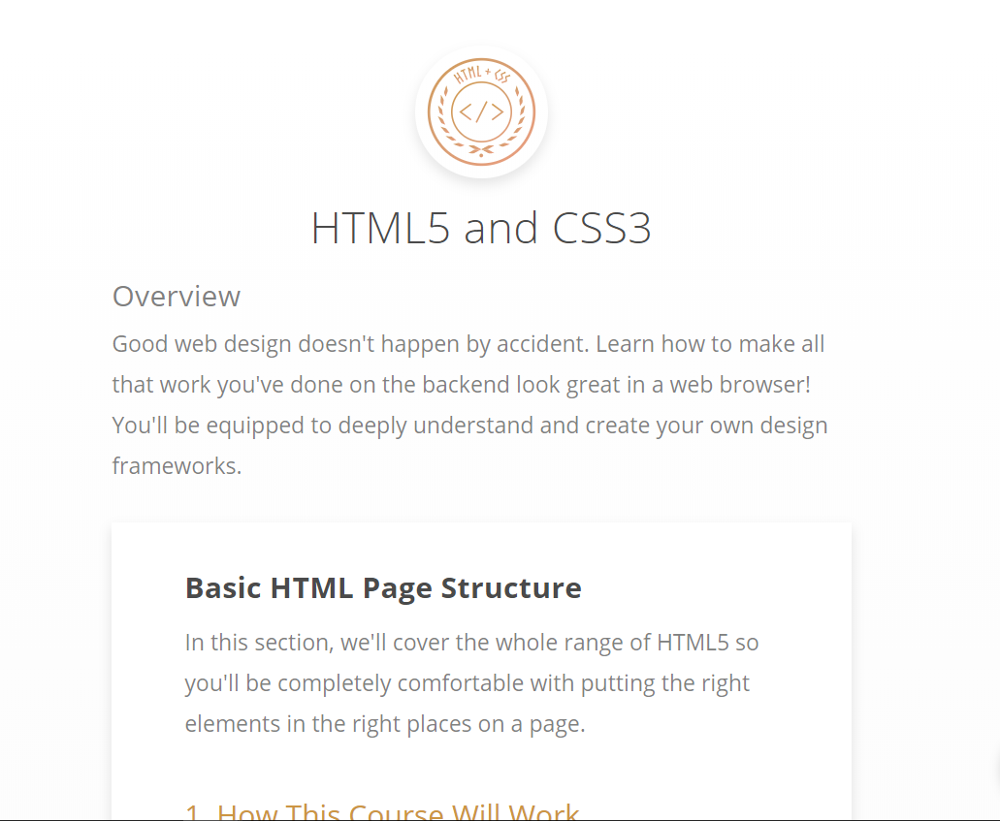 HTML + CSS
</>
HTML5 and CSS3
Overview
Good web design doesn't happen by accident. Learn how to make all
that work you've done on the backend look great in a web browser!
You'll be equipped to deeply understand and create your own design
frameworks.
Basic HTML Page Structure
In this section, we'll cover the whole range of HTML5 so
you'll be completely comfortable with putting the right
elements in the right places on a page.
1. How This Course Will Work